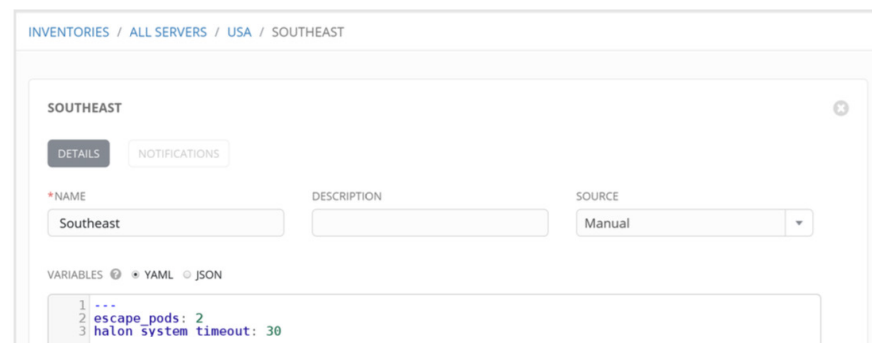 INVENTORIES / ALL SERVERS / USA / SOUTHEAST
SOUTHEAST
DETAILS NOTIFICATIONS
*NAME DESCRIPTION SOURCE
Southeast Manual
VARIABLES ? YAML JSON
1 ---
2 escape_pods: 2
3 halon_system_timeout: 30